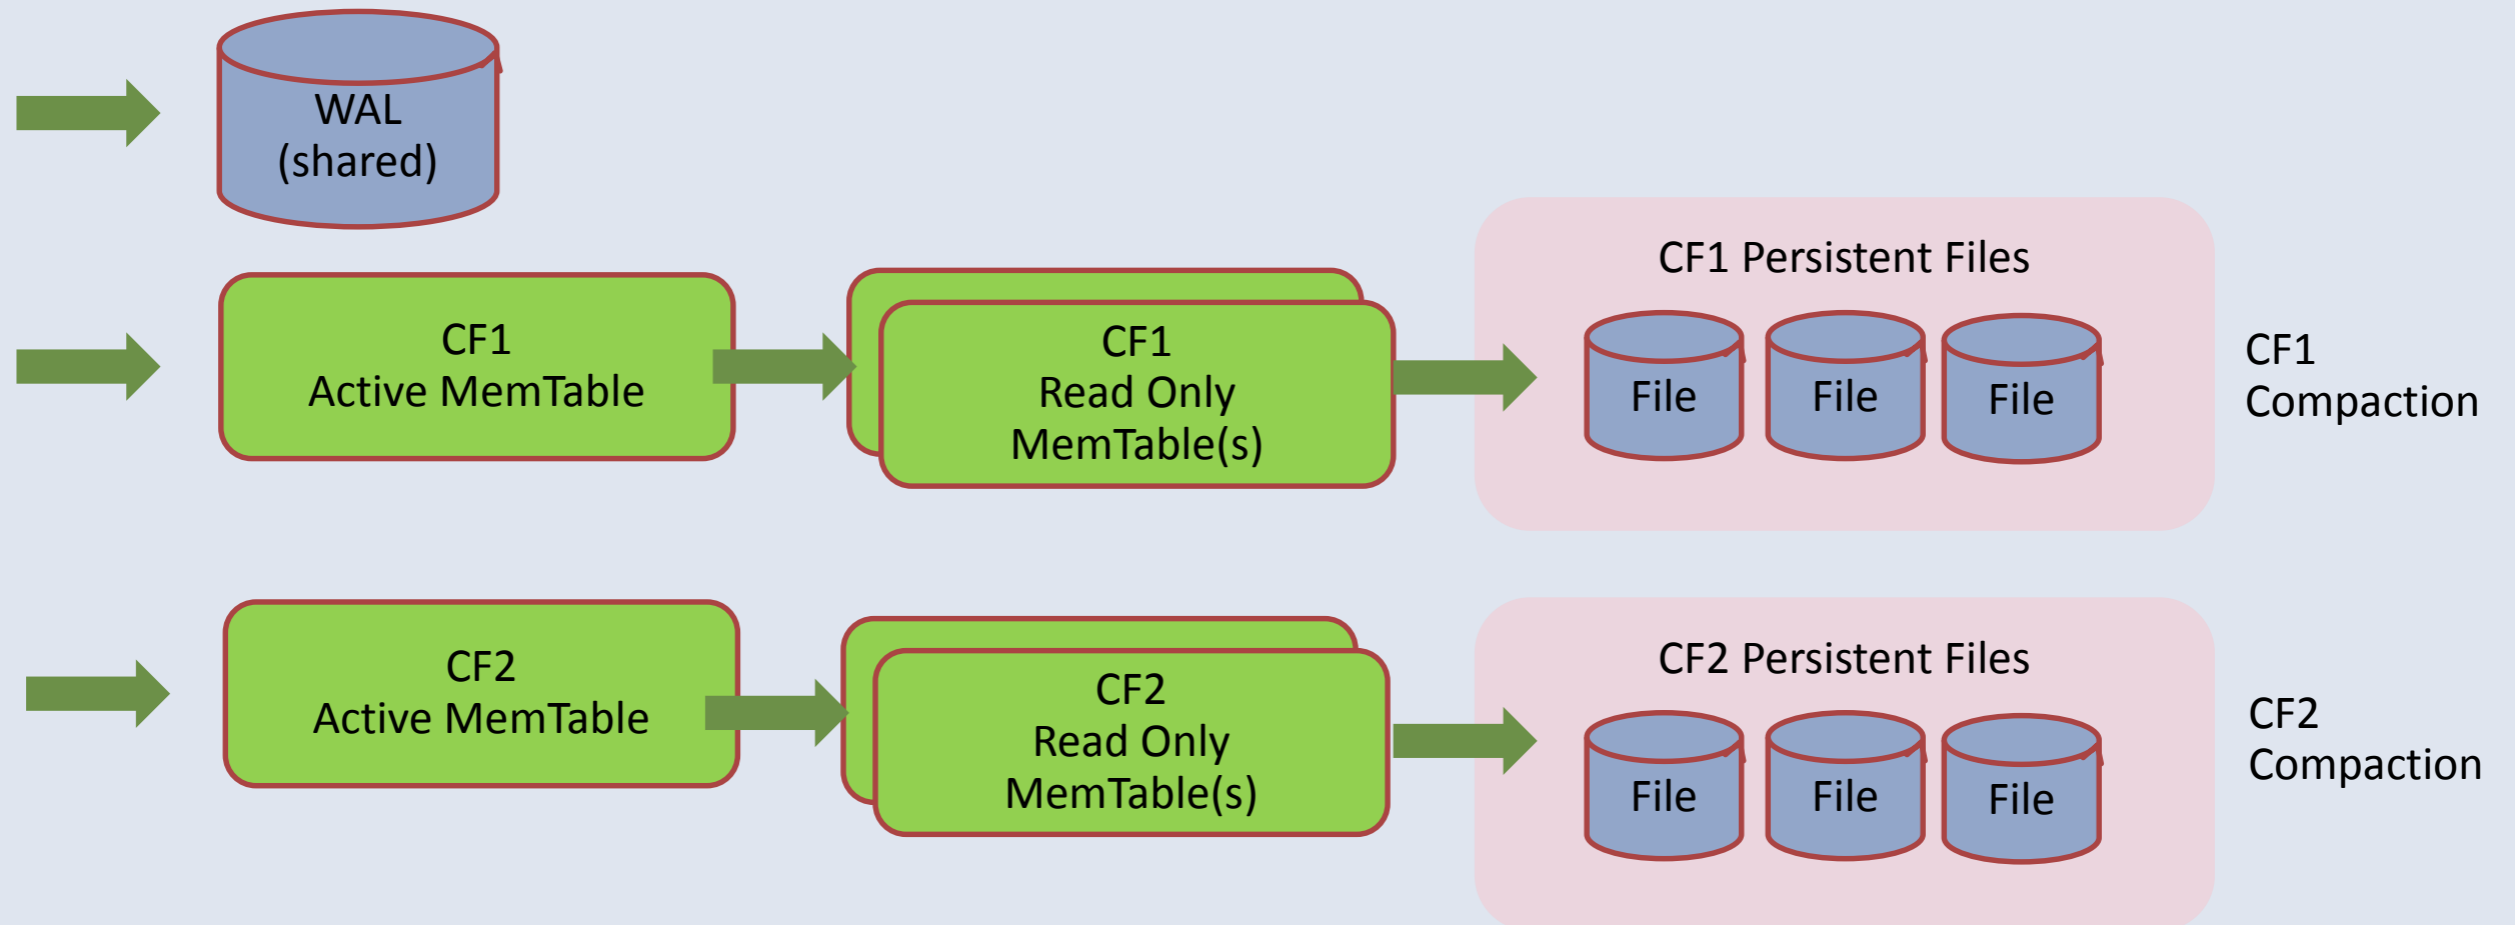 WAL
(shared)
CF1
Active MemTable
CF1
Read Only
MemTable(s)
CF1 Persistent Files
File
File
File
CF1
Compaction
CF2
Active MemTable
CF2
Read Only
MemTable(s)
CF2 Persistent Files
File
File
File
CF2
Compaction